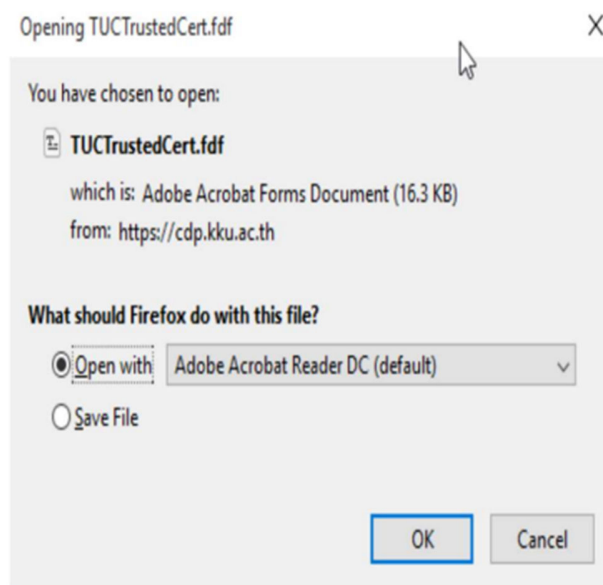 Opening TUCTrustedCert.fdf
You have chosen to open:
TUCTrustedCert.fdf
which is: Adobe Acrobat Forms Document (16.3 KB)
from: https://cdp.kku.ac.th
What should Firefox do with this file?
Open with Adobe Acrobat Reader DC (default)
Save File
OK Cancel